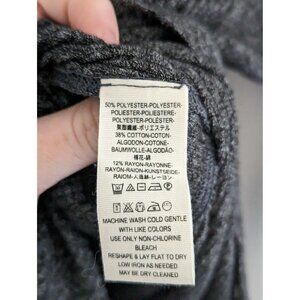 50% POLYESTER-POLYESTER-
POLIESTER-POLIESTERE-
POLYESTER-POLIÉSTER-
聚酯纖維-ポリエステル
38% COTTON-COTON-
ALGODON-COTONE-
BAUMWOLLE-ALGODÃO-
棉花-綿
12% RAYON-RAYONNE-
RAYON-RAION-KUNSTSEIDE-
RAIOM-人造絲-レーヨン
MACHINE WASH COLD GENTLE
WITH LIKE COLORS
USE ONLY NON-CHLORINE
BLEACH
RESHAPE & LAY FLAT TO DRY
LOW IRON AS NEEDED
MAY BE DRY CLEANED